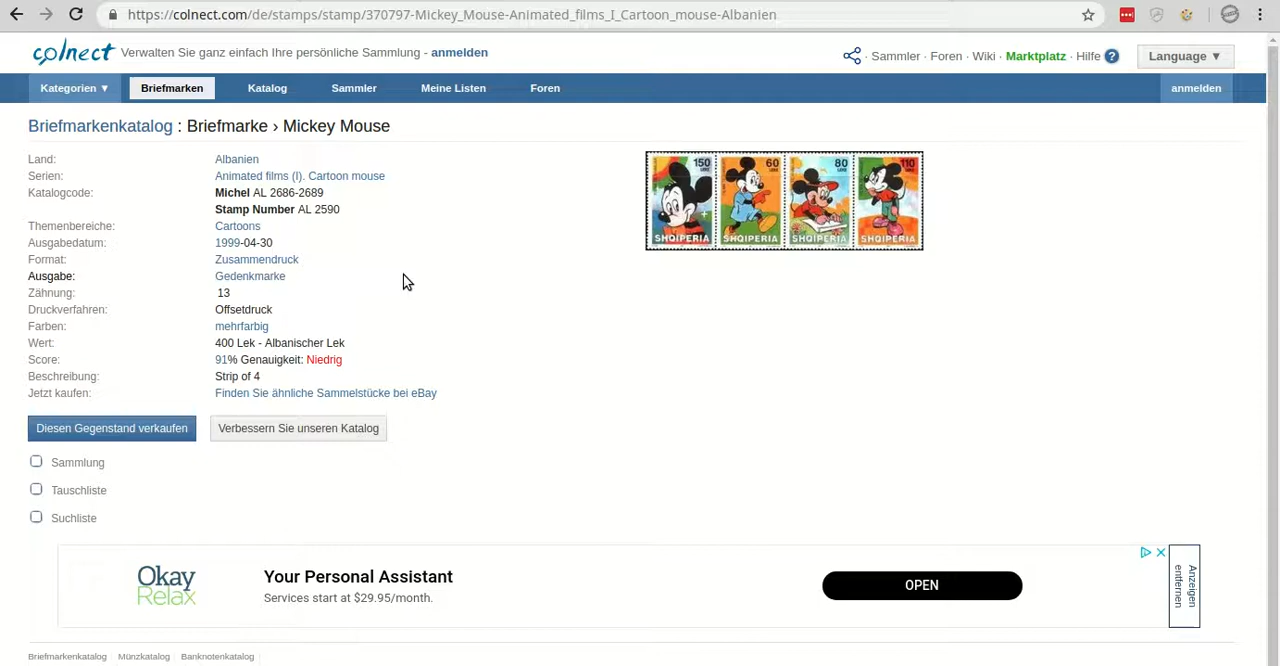 https://colnect.com/de/stamps/stamp/370797-Mickey_Mouse-Animated_films_I_Cartoon_mouse-Albanien
colnect Verwalten Sie ganz einfach Ihre persönliche Sammlung - anmelden
· Sammler · Foren · Wiki · Marktplatz · Hilfe ?
Language ▼
Kategorien ▼ Briefmarken Katalog Sammler Meine Listen Foren anmelden
Briefmarkenkatalog : Briefmarke › Mickey Mouse
Land: Albanien
Serien: Animated films (I). Cartoon mouse
Katalogcode: Michel AL 2686-2689
Stamp Number AL 2590
Themenbereiche: Cartoons
Ausgabedatum: 1999-04-30
Format: Zusammendruck
Ausgabe: Gedenkmarke
Zähnung: 13
Druckverfahren: Offsetdruck
Farben: mehrfarbig
Wert: 400 Lek - Albanischer Lek
Score: 91% Genauigkeit: Niedrig
Beschreibung: Strip of 4
Jetzt kaufen: Finden Sie ähnliche Sammelstücke bei eBay
150 60 80 110
SHQIPERIA SHQIPERIA SHQIPERIA SHQIPERIA
Diesen Gegenstand verkaufen Verbessern Sie unseren Katalog
Sammlung
Tauschliste
Suchliste
Okay
Relax
Your Personal Assistant
Services start at $29.95/month.
OPEN
Anzeigen
entfernen
Briefmarkenkatalog Münzkatalog Banknotenkatalog